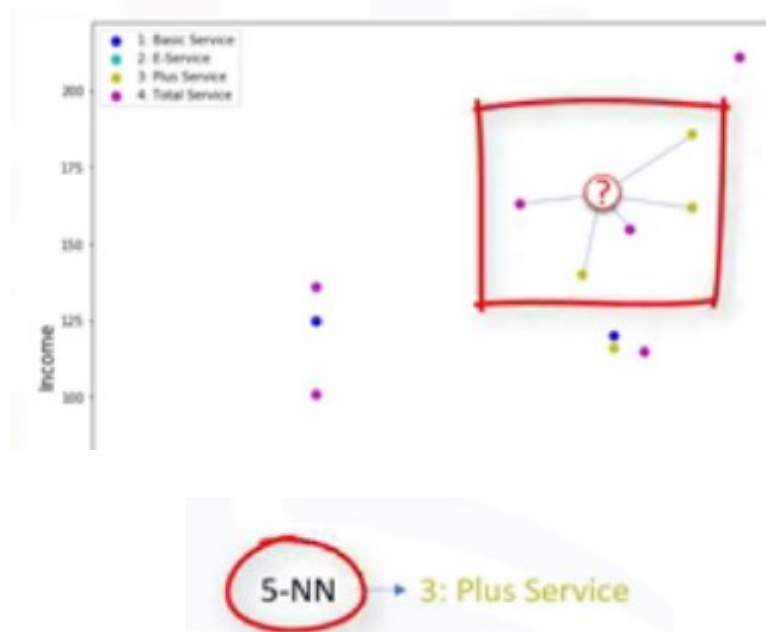 1: Basic Service
2: E-Service
3: Plus Service
4: Total Service
200
175
150
125
100
Income
?
5-NN
3: Plus Service